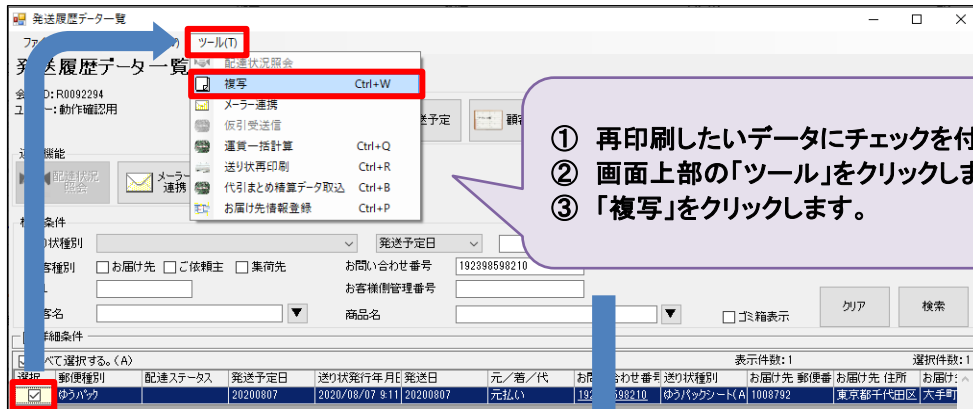 発送履歴データ一覧
ツール(T)
発送履歴データ一覧
配達状況照会
複写 Ctrl+W
ID: R0092294
メーラー連携
：動作確認用
仮引受送信
運賃一括計算 Ctrl+Q
送り状再印刷 Ctrl+R
代引まとめ精算データ取込 Ctrl+B
お届け先情報登録 Ctrl+P
送予定
顧
機能
配達状況
照会
メーラー
連携
① 再印刷したいデータにチェックを付
② 画面上部の「ツール」をクリックしま
③ 「複写」をクリックします。
条件
り状種別
発送予定日
客種別 お届け先 ご依頼主 集荷先
お問い合わせ番号 192398598210
お客様側管理番号
客名
商品名
ゴミ箱表示
クリア
検索
詳細条件
べて選択する。(A)
表示件数:1
選択件数:1
選択 郵便種別 配達ステータス 発送予定日 送り状発行年月日 発送日 元／着／代 お問い合わせ番号 送り状種別 お届け先 郵便番 お届け先 住所 お届け
ゆうパック 20200807 2020/08/07 9:11 20200807 元払い 192398598210 ゆうパックシート(A 1008792 東京都千代田区 大手町